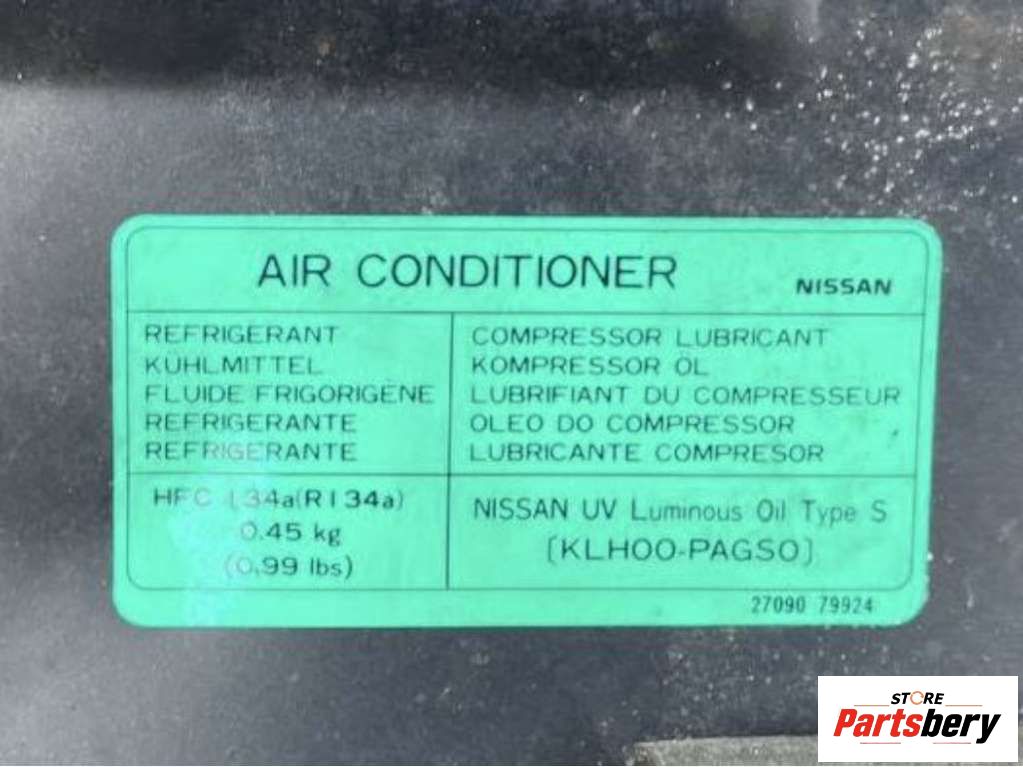 AIR CONDITIONER
NISSAN
REFRIGERANT
KUHLMITTEL
FLUIDE FRIGORIGÈNE
REFRIGERANTE
REFRIGERANTE
COMPRESSOR LUBRICANT
KOMPRESSOR ÖL
LUBRIFIANT DU COMPRESSEUR
OLEO DO COMPRESSOR
LUBRICANTE COMPRESOR
HFC 134a(R134a)
0.45 kg
(0.99 lbs)
NISSAN UV Luminous Oil Type S
[KLH00-PAGS0]
27090 79924
STORE
Partsbery